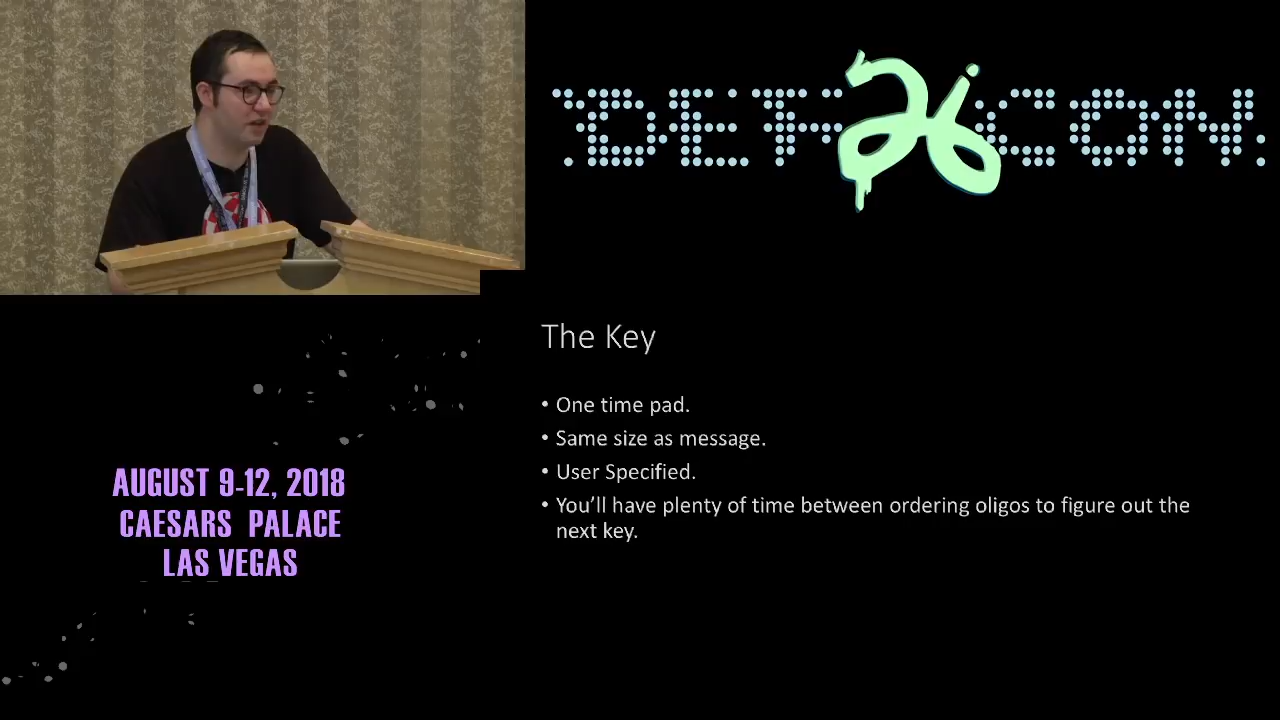 DEF 26 CON
The Key
• One time pad.
• Same size as message.
• User Specified.
• You’ll have plenty of time between ordering oligos to figure out the
next key.
AUGUST 9-12, 2018
CAESARS PALACE
LAS VEGAS